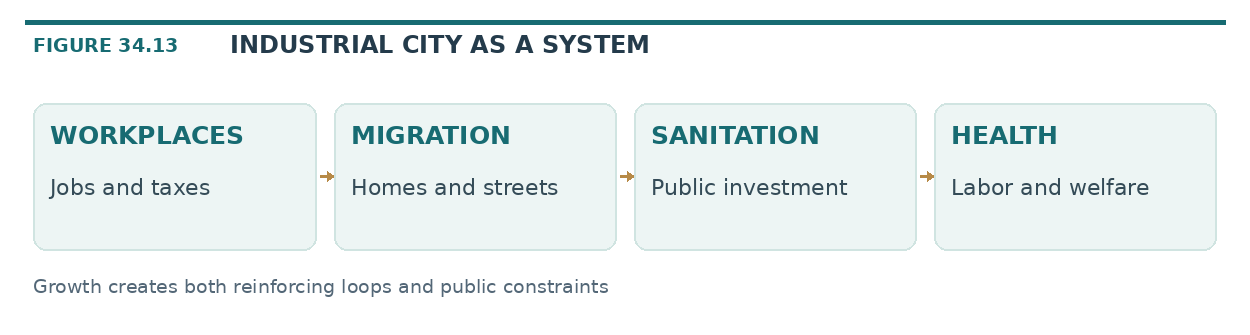 FIGURE 34.13 INDUSTRIAL CITY AS A SYSTEM
WORKPLACES
Jobs and taxes
MIGRATION
Homes and streets
SANITATION
Public investment
HEALTH
Labor and welfare
Growth creates both reinforcing loops and public constraints